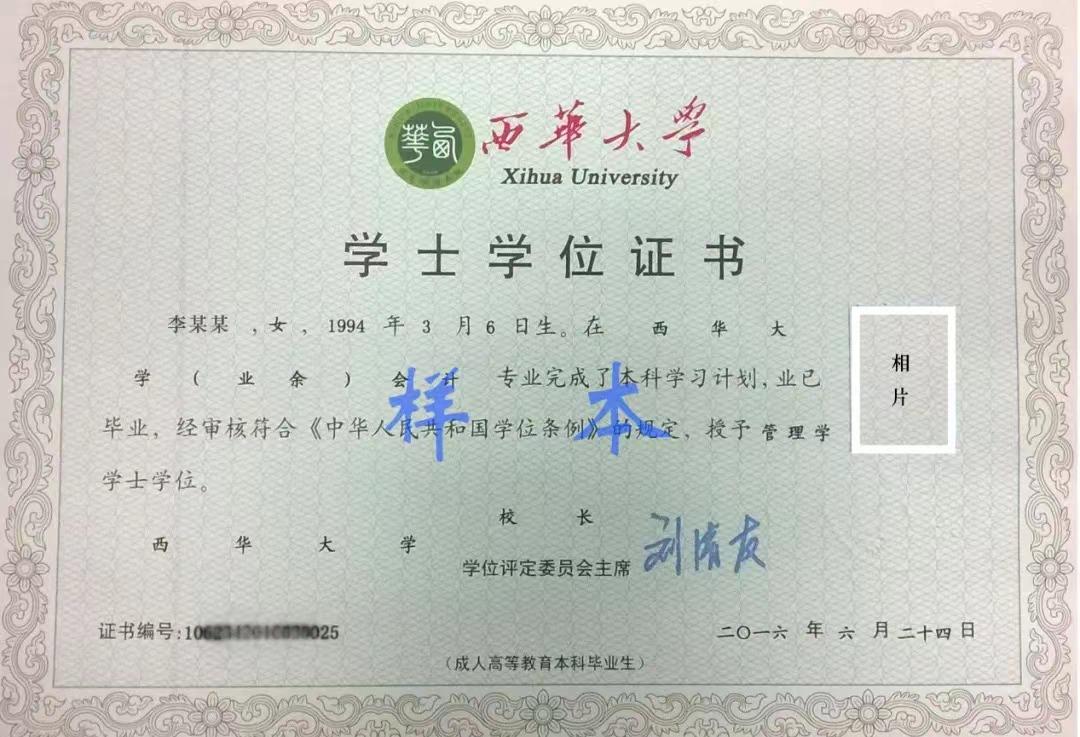 西華大学
Xihua University
学士学位证书
李某某 ,女, 1994 年 3 月 6 日生。在 西 华 大
学 ( 业 余 ) 会 计 专业完成了本科学习计划,业已
毕业,经审核符合《中华人民共和国学位条例》的规定,授予 管理学
学士学位。
相
片
样 本
校 长
西 华 大 学
学位评定委员会主席 刘清友
证书编号:
二〇一六 年 六 月 二十四 日
(成人高等教育本科毕业生)